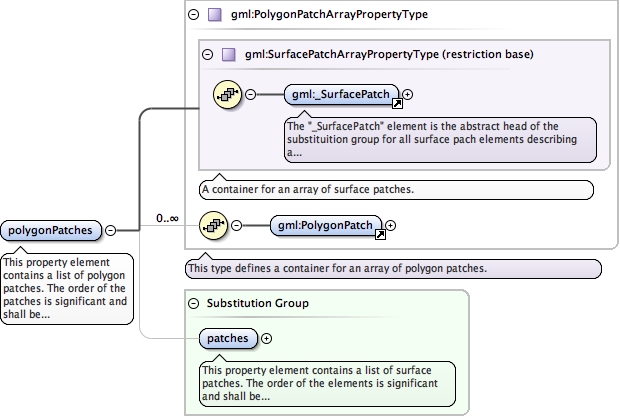 gml:PolygonPatchArrayPropertyType
gml:SurfacePatchArrayPropertyType (restriction base)
gml:_SurfacePatch
The "_SurfacePatch" element is the abstract head of the
substituition group for all surface pach elements describing
a...
A container for an array of surface patches.
0..∞
gml:PolygonPatch
polygonPatches
This property element
contains a list of polygon
patches. The order of the
patches is significant and
shall be...
This type defines a container for an array of polygon patches.
Substitution Group
patches
This property element contains a list of surface
patches. The order of the elements is significant
and shall be...